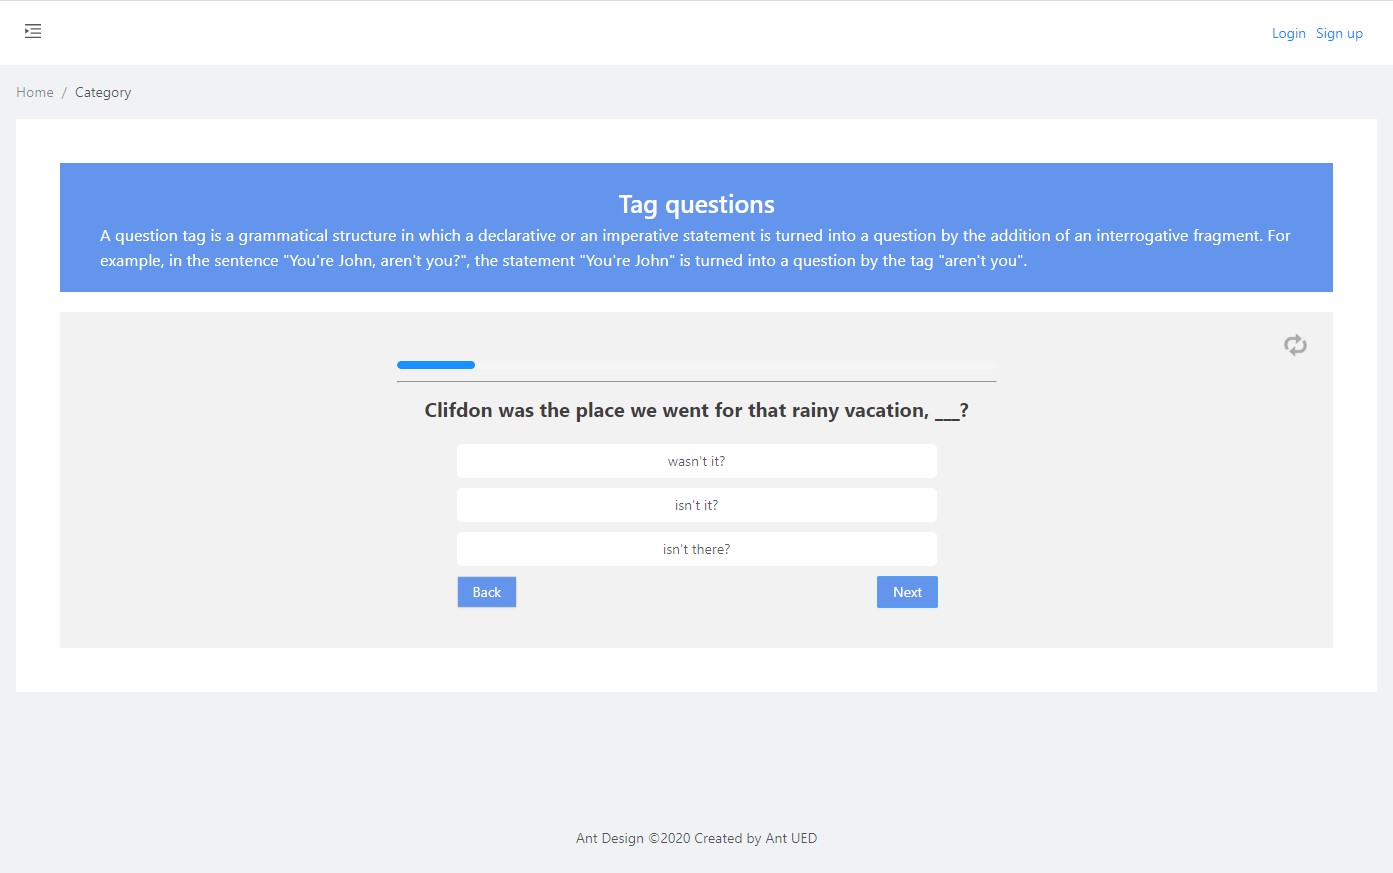 Login Sign up
Home / Category
Tag questions
A question tag is a grammatical structure in which a declarative or an imperative statement is turned into a question by the addition of an interrogative fragment. For
example, in the sentence "You're John, aren't you?", the statement "You're John" is turned into a question by the tag "aren't you".
Clifdon was the place we went for that rainy vacation, ___?
wasn't it?
isn't it?
isn't there?
Back Next
Ant Design ©2020 Created by Ant UED